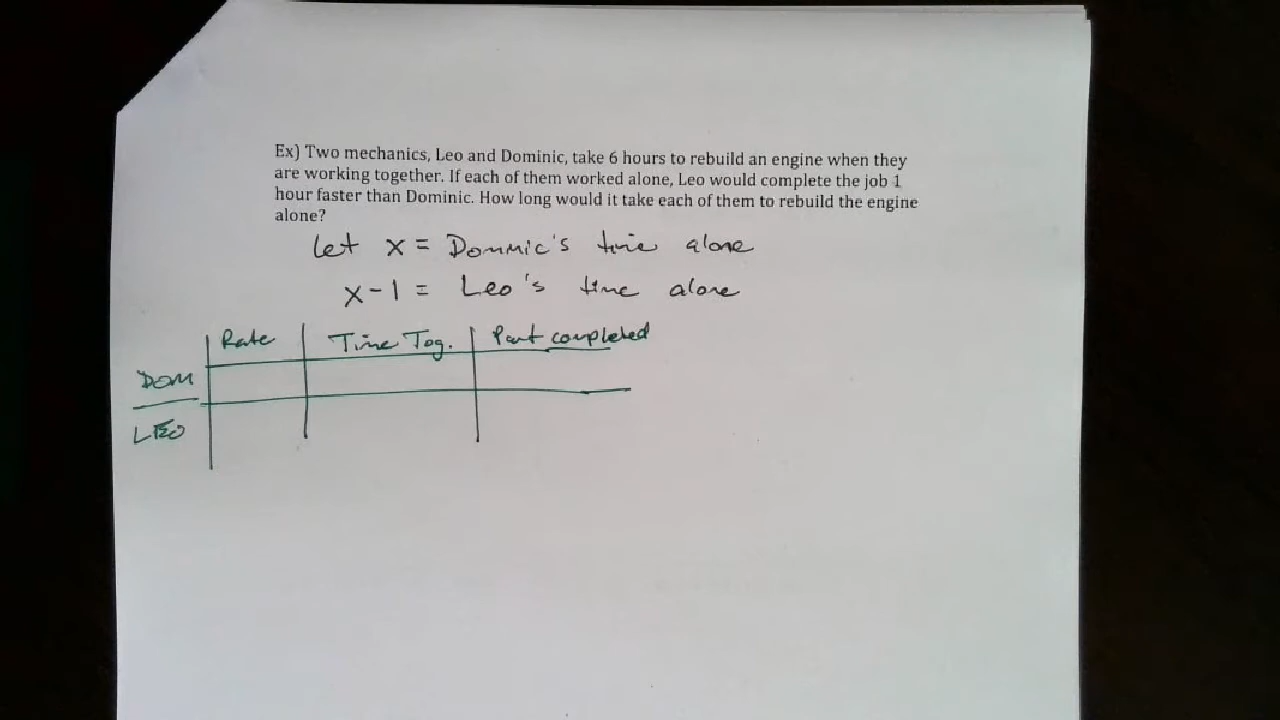 Ex) Two mechanics, Leo and Dominic, take 6 hours to rebuild an engine when they
are working together. If each of them worked alone, Leo would complete the job 1
hour faster than Dominic. How long would it take each of them to rebuild the engine
alone?
Let x = Dominic's time alone
x-1 = Leo's time alone
Rate Time Tog. Part completed
DOM
LEO